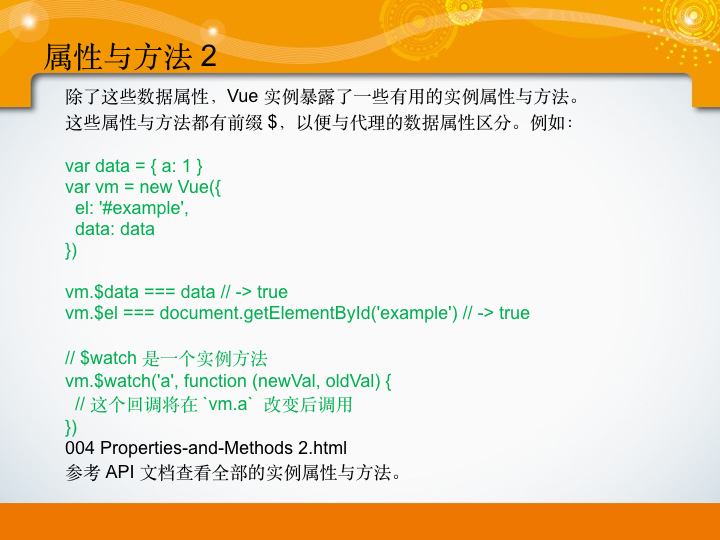 属性与方法 2
除了这些数据属性，Vue 实例暴露了一些有用的实例属性与方法。
这些属性与方法都有前缀 $，以便与代理的数据属性区分。例如：
var data = { a: 1 }
var vm = new Vue({
  el: '#example',
  data: data
})
vm.$data === data // -> true
vm.$el === document.getElementById('example') // -> true
// $watch 是一个实例方法
vm.$watch('a', function (newVal, oldVal) {
  // 这个回调将在 `vm.a`  改变后调用
})
004 Properties-and-Methods 2.html
参考 API 文档查看全部的实例属性与方法。